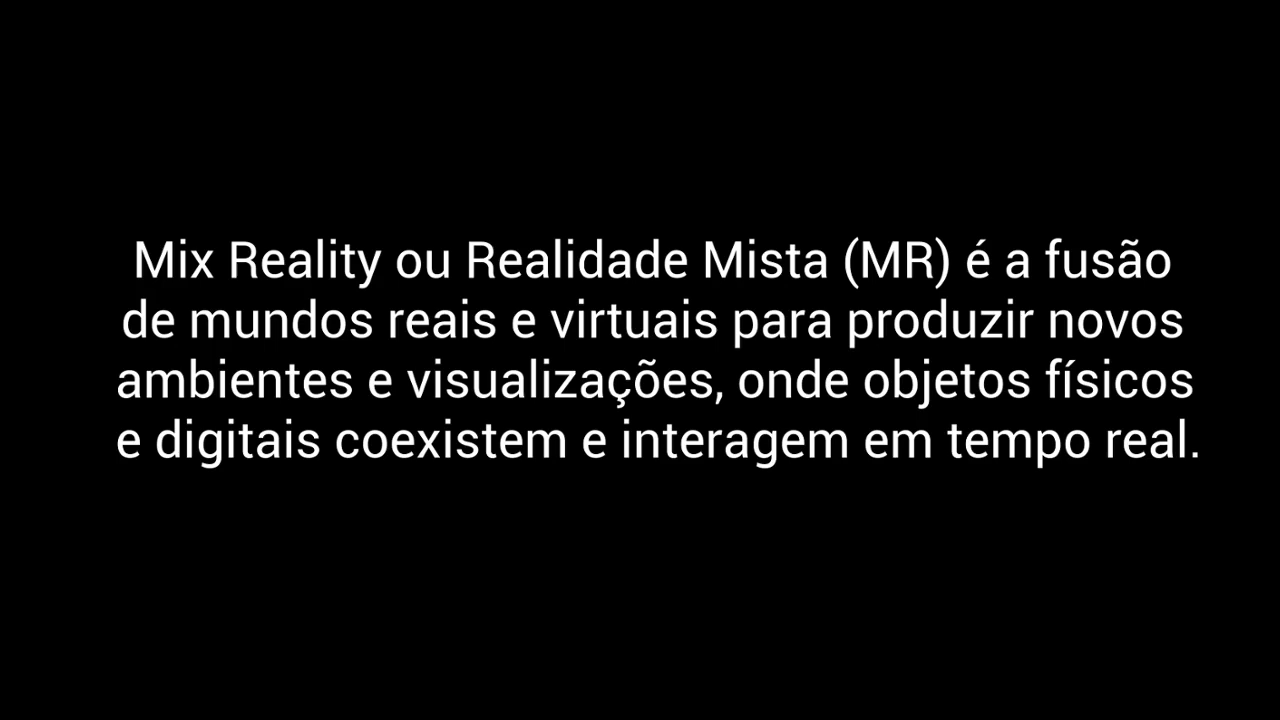 Mix Reality ou Realidade Mista (MR) é a fusão
de mundos reais e virtuais para produzir novos
ambientes e visualizações, onde objetos físicos
e digitais coexistem e interagem em tempo real.